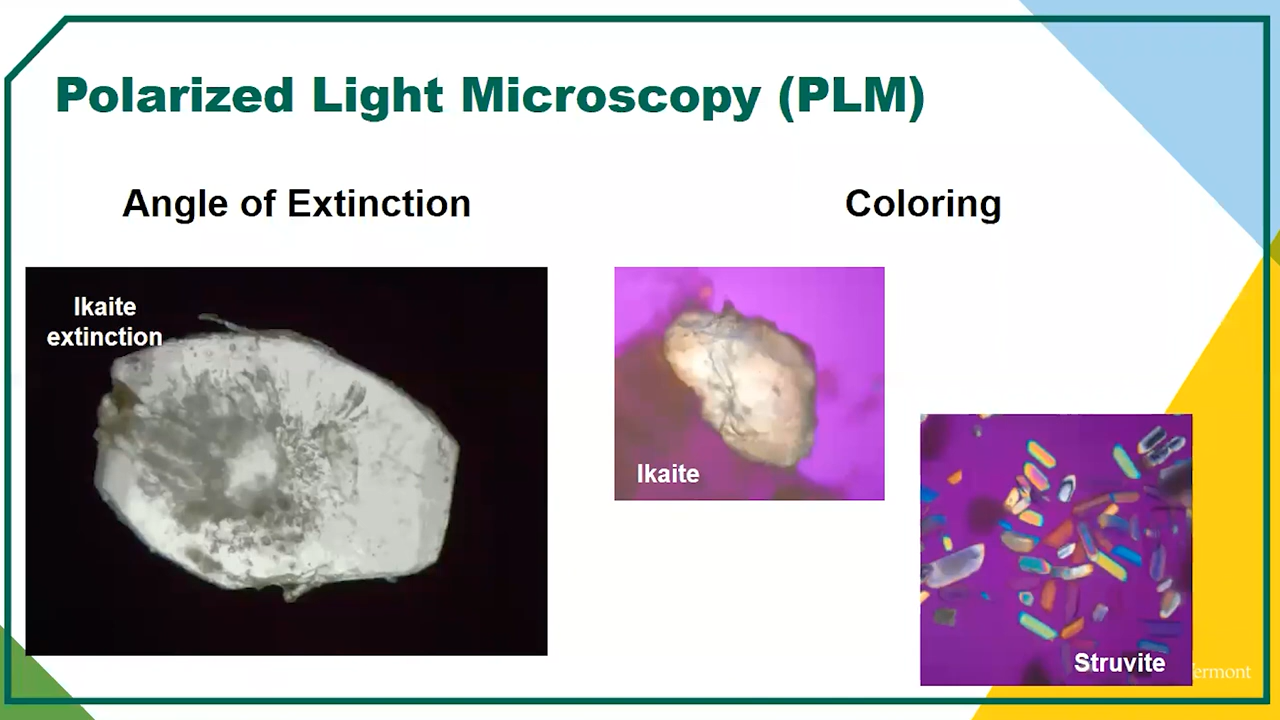 Polarized Light Microscopy (PLM)
Angle of Extinction
Coloring
Ikaite
extinction
Ikaite
Struvite